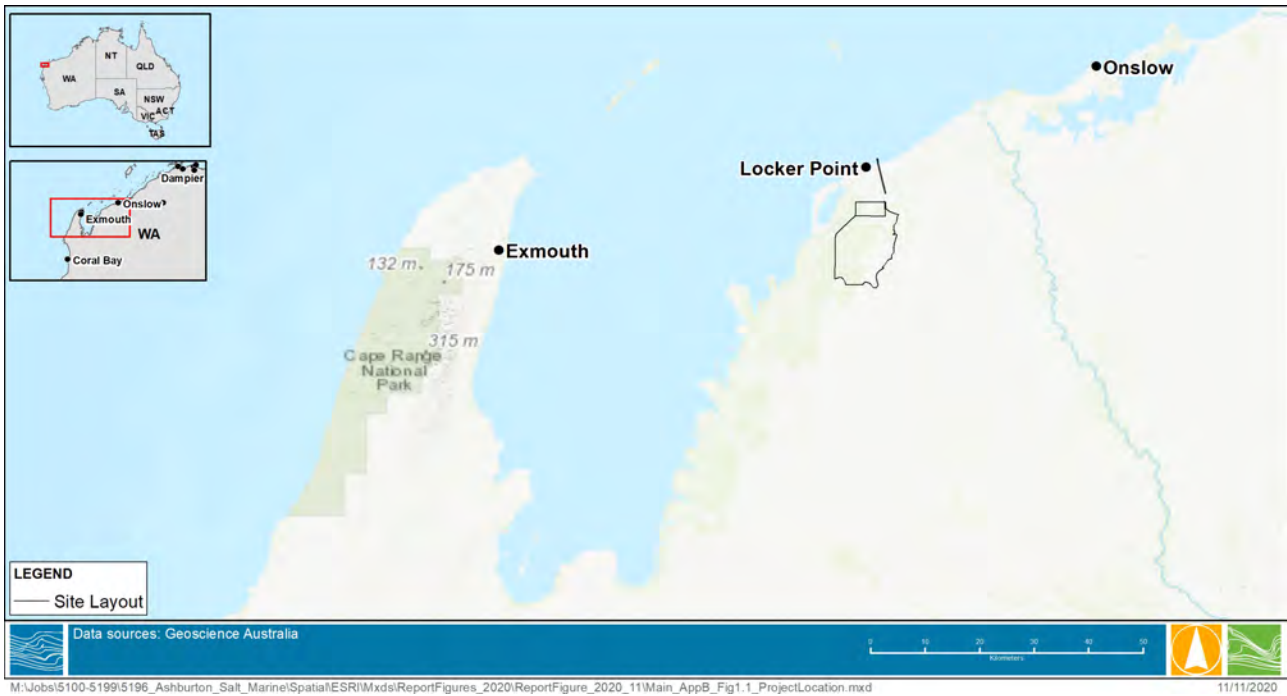 NT
WA
QLD
SA
NSW
ACT
VIC
TAS
Dampier
Onslow
Exmouth
WA
Coral Bay
Onslow
Locker Point
Exmouth
132 m
175 m
315 m
Cape Range
National
Park
LEGEND
Site Layout
Data sources: Geoscience Australia
0 10 20 30 40 50
Kilometers
M:\Jobs\5100-5199\5196_Ashburton_Salt_Marine\Spatial\ESRI\Mxds\ReportFigures_2020\ReportFigure_2020_11\Main_AppB_Fig1.1_ProjectLocation.mxd
11/11/2020